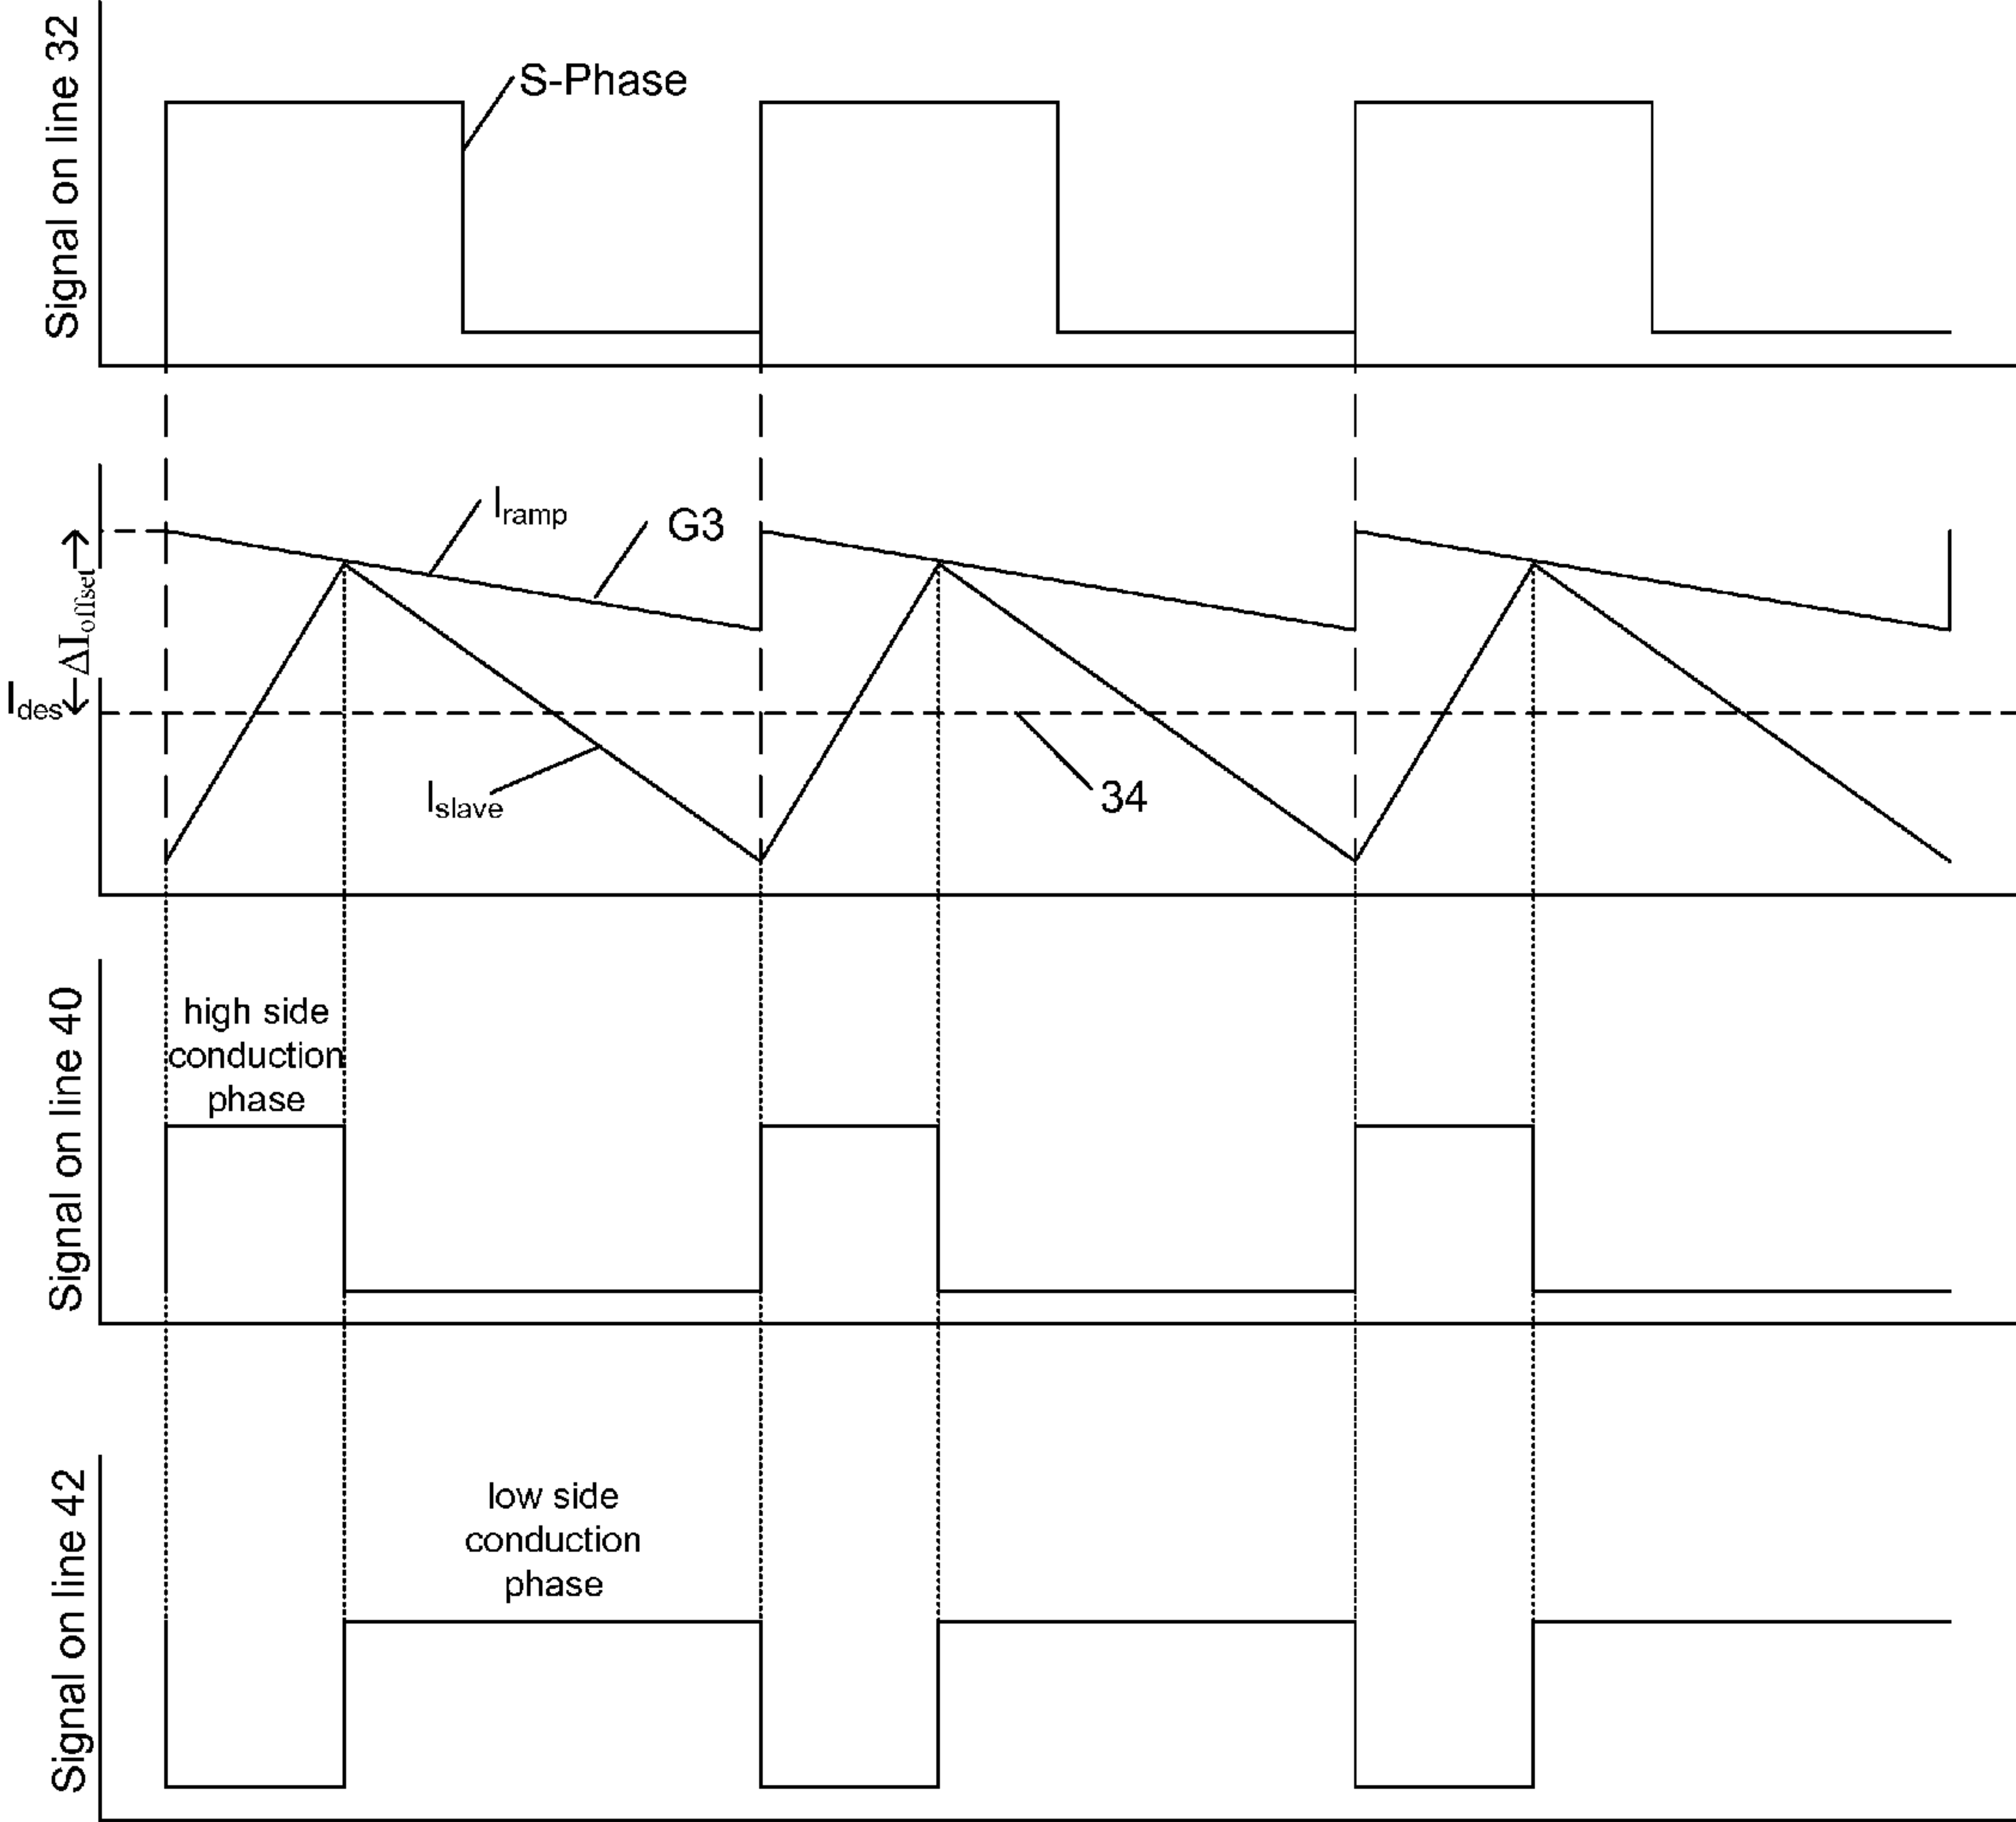 Signal on line 32
S-Phase
Iramp
G3
ΔIoffset
Ides
Islave
34
Signal on line 40
high side
conduction
phase
Signal on line 42
low side
conduction
phase